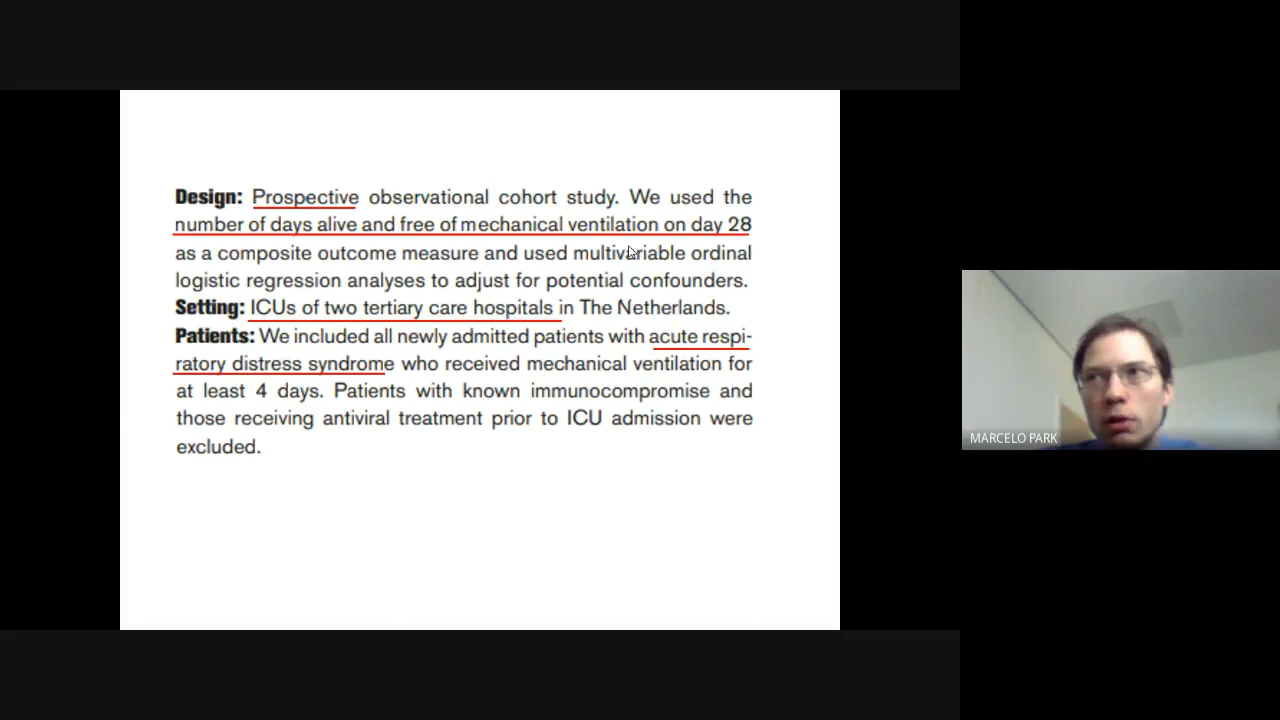 Design: Prospective observational cohort study. We used the
number of days alive and free of mechanical ventilation on day 28
as a composite outcome measure and used multivariable ordinal
logistic regression analyses to adjust for potential confounders.
Setting: ICUs of two tertiary care hospitals in The Netherlands.
Patients: We included all newly admitted patients with acute respi-
ratory distress syndrome who received mechanical ventilation for
at least 4 days. Patients with known immunocompromise and
those receiving antiviral treatment prior to ICU admission were
excluded.
MARCELO PARK